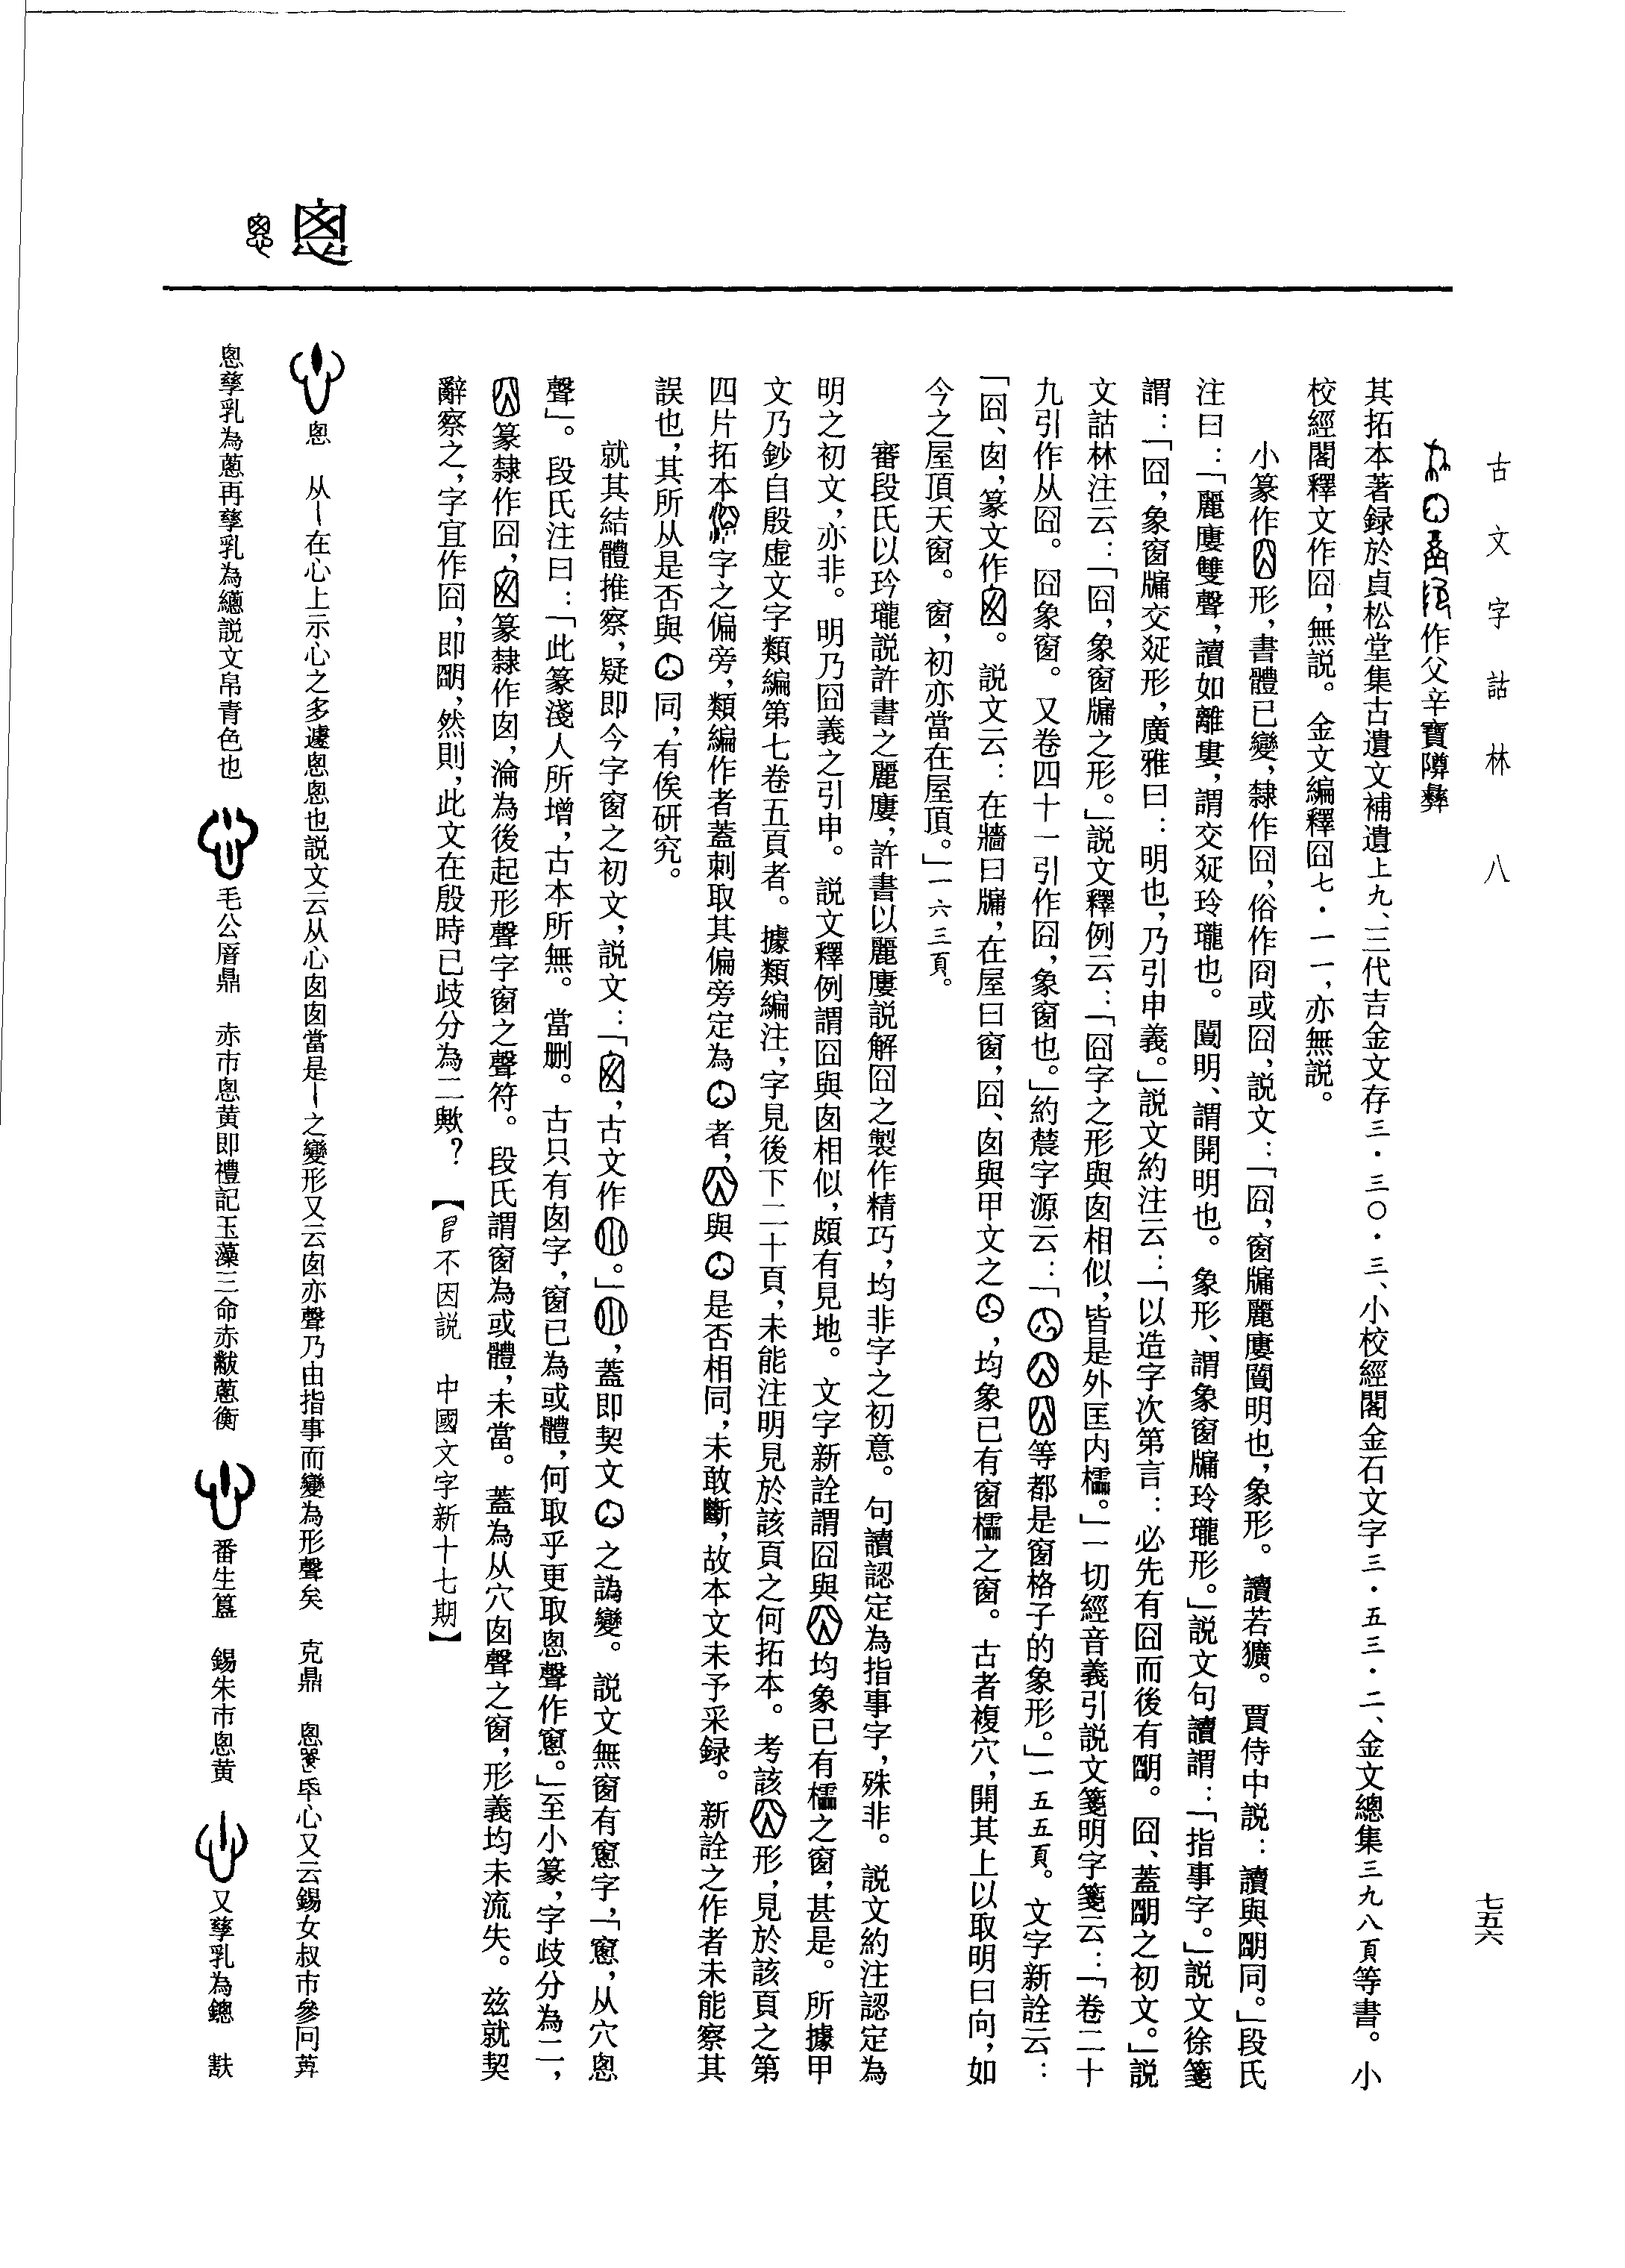 古文字詁林 八
七五六
作父辛寶隣彝
其拓本著録於貞松堂集古遺文補遺上九、三代吉金文存三·三〇·三、小校經閣金石文字三·五三·二、金文總集三九八頁等書。小
校經閣釋文作囧，無説。金文編釋囧七·一一，亦無説。
小篆作形，書體已變，隸作囧，俗作冏或囧，説文：「囧，窗牖麗廔闓明也，象形。讀若獷。賈侍中説：讀與朙同。」段氏
注曰：「麗廔雙聲，讀如離婁，謂交㸚玲瓏也。闓明、謂開明也。象形、謂象窗牖玲瓏形。」説文句讀謂：「指事字。」説文徐箋
謂：「囧，象窗牖交㸚形，廣雅曰：明也，乃引申義。」説文約注云：「以造字次第言：必先有囧而後有朙。囧、蓋朙之初文。」説
文詁林注云：「囧，象窗牖之形。」説文釋例云：「囧字之形與囱相似，皆是外匡内櫺。」一切經音義引説文箋明字箋云：「卷二十
九引作从囧。囧象窗。又卷四十一引作囧，象窗也。」約蕽字源云：「等都是窗格子的象形。」一五五頁。文字新詮云：
「囧、囱，篆文作。説文云：在牆曰牖，在屋曰窗，囧、囱與甲文之，均象已有窗櫺之窗。古者複穴，開其上以取明曰向，如
今之屋頂天窗。窗，初亦當在屋頂。」一六三頁。
審段氏以玲瓏説許書之麗廔，許書以麗廔説解囧之製作精巧，均非字之初意。句讀認定為指事字，殊非。説文約注認定為
明之初文，亦非。明乃囧義之引申。説文釋例謂囧與囱相似，頗有見地。文字新詮謂囧與均象已有櫺之窗，甚是。所據甲
文乃鈔自殷虚文字類編第七卷五頁者。據類編注，字見後下二十頁，未能注明見於該頁之何拓本。考該形，見於該頁之第
四片拓本字之偏旁，類編作者蓋刺取其偏旁定為者，與是否相同，未敢斷，故本文未予采録。新詮之作者未能察其
誤也，其所从是否與同，有俟研究。
就其結體推察，疑即今字窗之初文，説文：「，古文作。」，蓋即契文之譌變。説文無窗有窻字，「窻，从穴悤
聲」。段氏注曰：「此篆淺人所增，古本所無。當删。古只有囱字，窗已為或體，何取乎更取悤聲作窻。」至小篆，字歧分為二，
篆隸作囧，篆隸作囱，淪為後起形聲字窗之聲符。段氏謂窗為或體，未當。蓋為从穴囱聲之窗，形義均未流失。兹就契
辭察之，字宜作囧，即朙，然則，此文在殷時已歧分為二歟？ 【不因説 中國文字新十七期】
悤
悤 从在心上示心之多遽悤悤也説文云从心囱囱當是之變形又云囱亦聲乃由指事而變為形聲矣 克鼎 悤𢍰氒心又云錫女叔市參冋葬
悤孳乳為蔥再孳乳為繱説文帛青色也 毛公㫃鼎 赤市悤黄即禮記玉藻三命赤韍蔥衡 番生簋 錫朱市悤黄 又孳乳為鏓 㝬